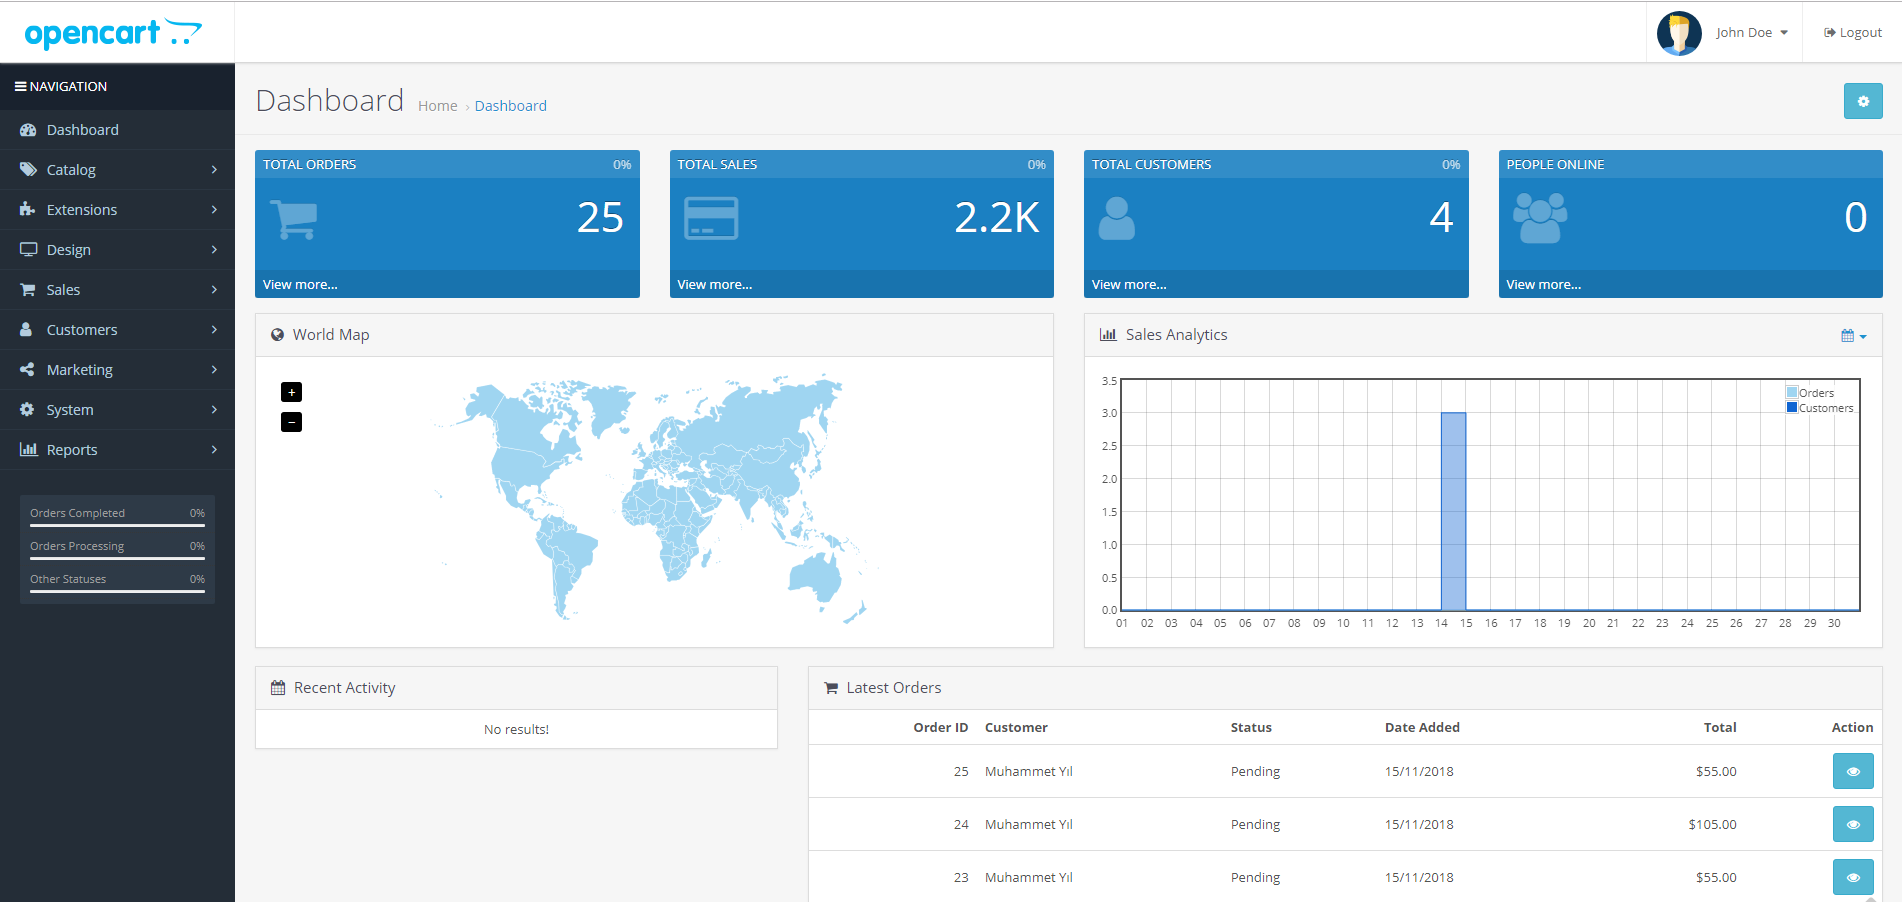 opencart
John Doe
Logout
NAVIGATION
Dashboard
Catalog
Extensions
Design
Sales
Customers
Marketing
System
Reports
Orders Completed 0%
Orders Processing 0%
Other Statuses 0%
Dashboard Home › Dashboard
TOTAL ORDERS 0%
25
View more...
TOTAL SALES 0%
2.2K
View more...
TOTAL CUSTOMERS 0%
4
View more...
PEOPLE ONLINE
0
View more...
World Map
+
−
Sales Analytics
3.5
3.0
2.5
2.0
1.5
1.0
0.5
0.0
Orders
Customers
01 02 03 04 05 06 07 08 09 10 11 12 13 14 15 16 17 18 19 20 21 22 23 24 25 26 27 28 29 30
Recent Activity
No results!
Latest Orders
Order ID Customer Status Date Added Total Action
25 Muhammet Yıl Pending 15/11/2018 $55.00
24 Muhammet Yıl Pending 15/11/2018 $105.00
23 Muhammet Yıl Pending 15/11/2018 $55.00